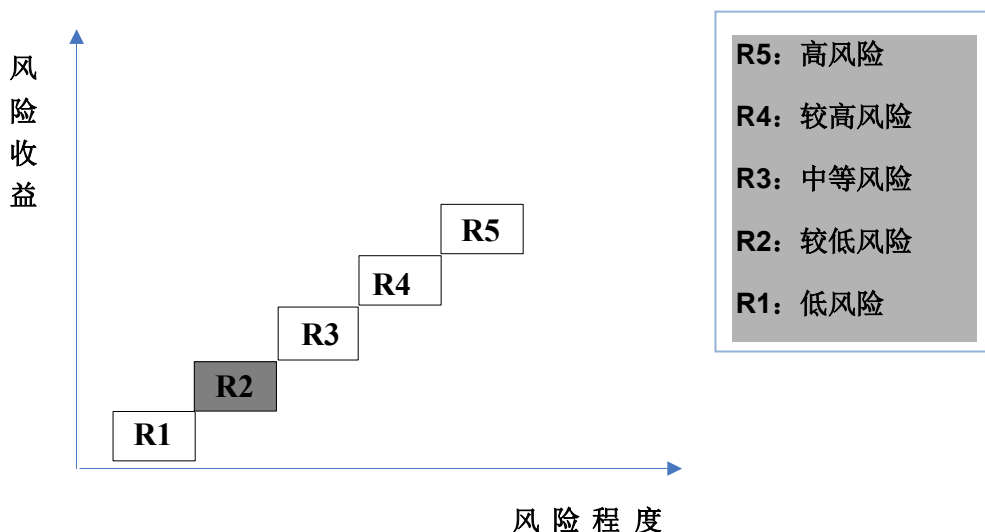 风
险
收
益
R5
R4
R3
R2
R1
风 险 程 度
R5：高风险
R4：较高风险
R3：中等风险
R2：较低风险
R1：低风险